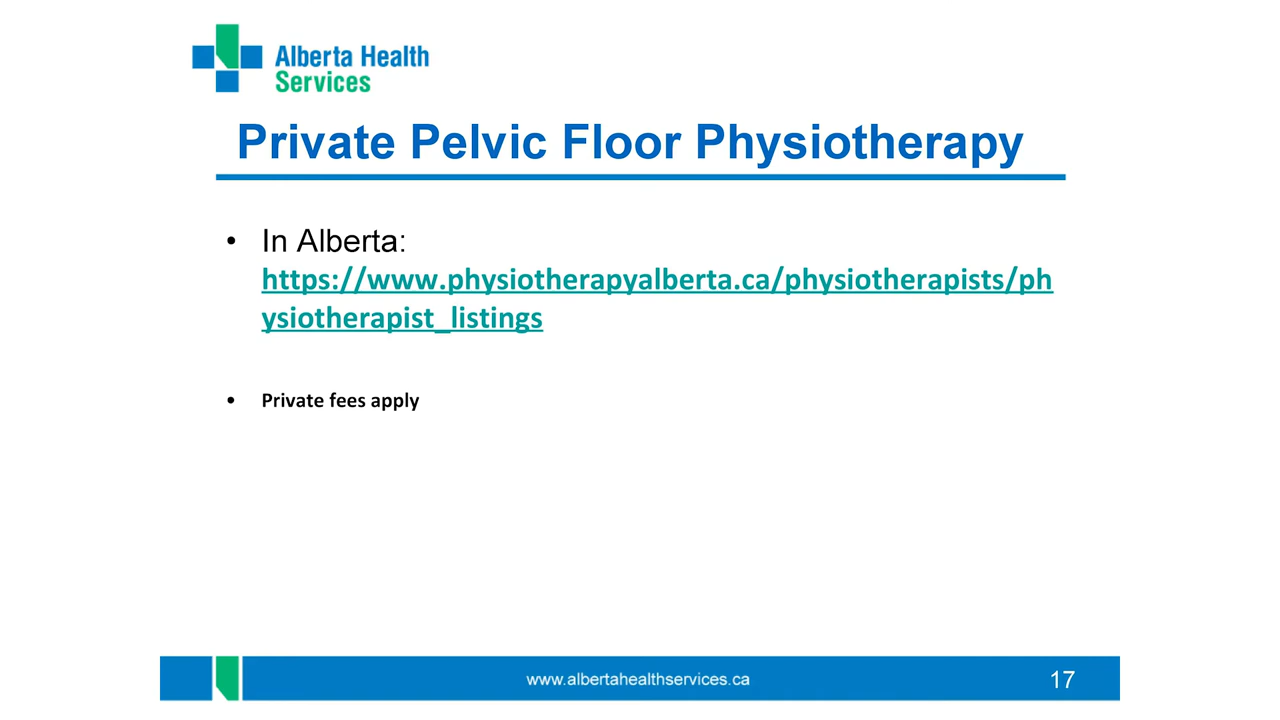 Alberta Health
Services
Private Pelvic Floor Physiotherapy
• In Alberta:
https://www.physiotherapyalberta.ca/physiotherapists/ph
ysiotherapist_listings
• Private fees apply
www.albertahealthservices.ca
17